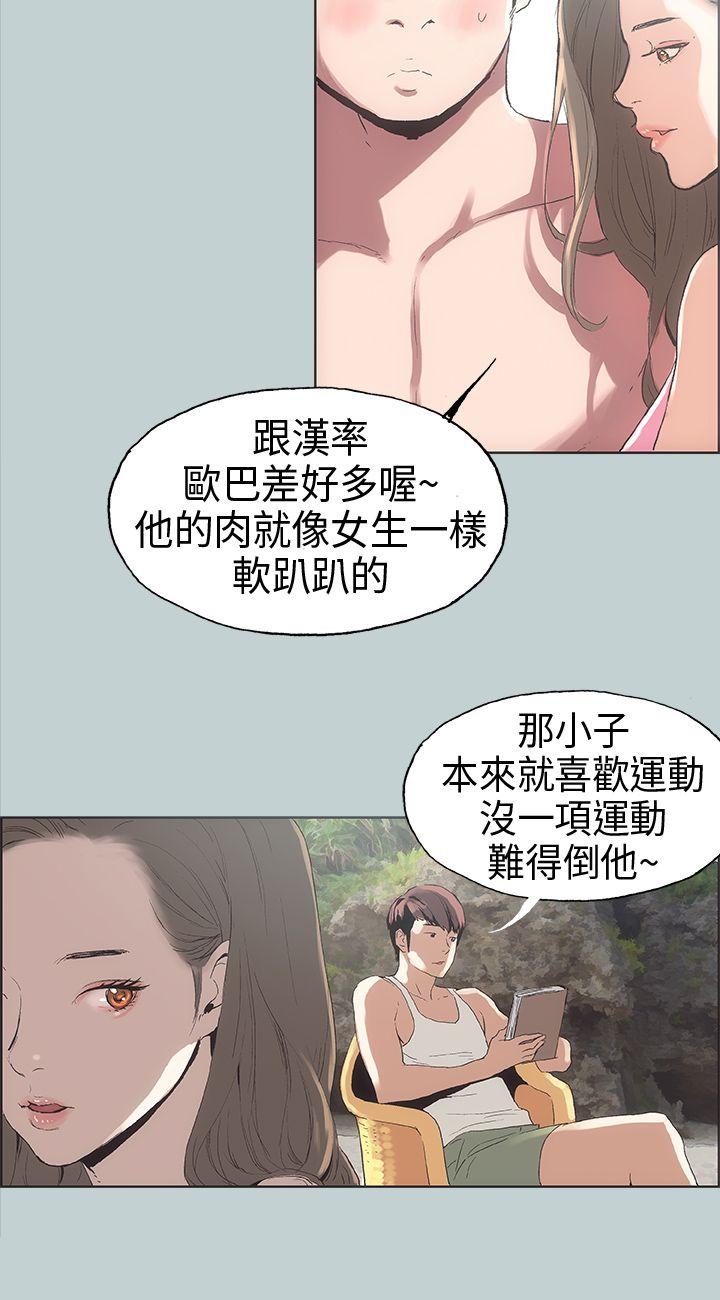 跟漢率
歐巴差好多喔~
他的肉就像女生一樣
軟趴趴的
那小子
本來就喜歡運動
沒一項運動
難得倒他~